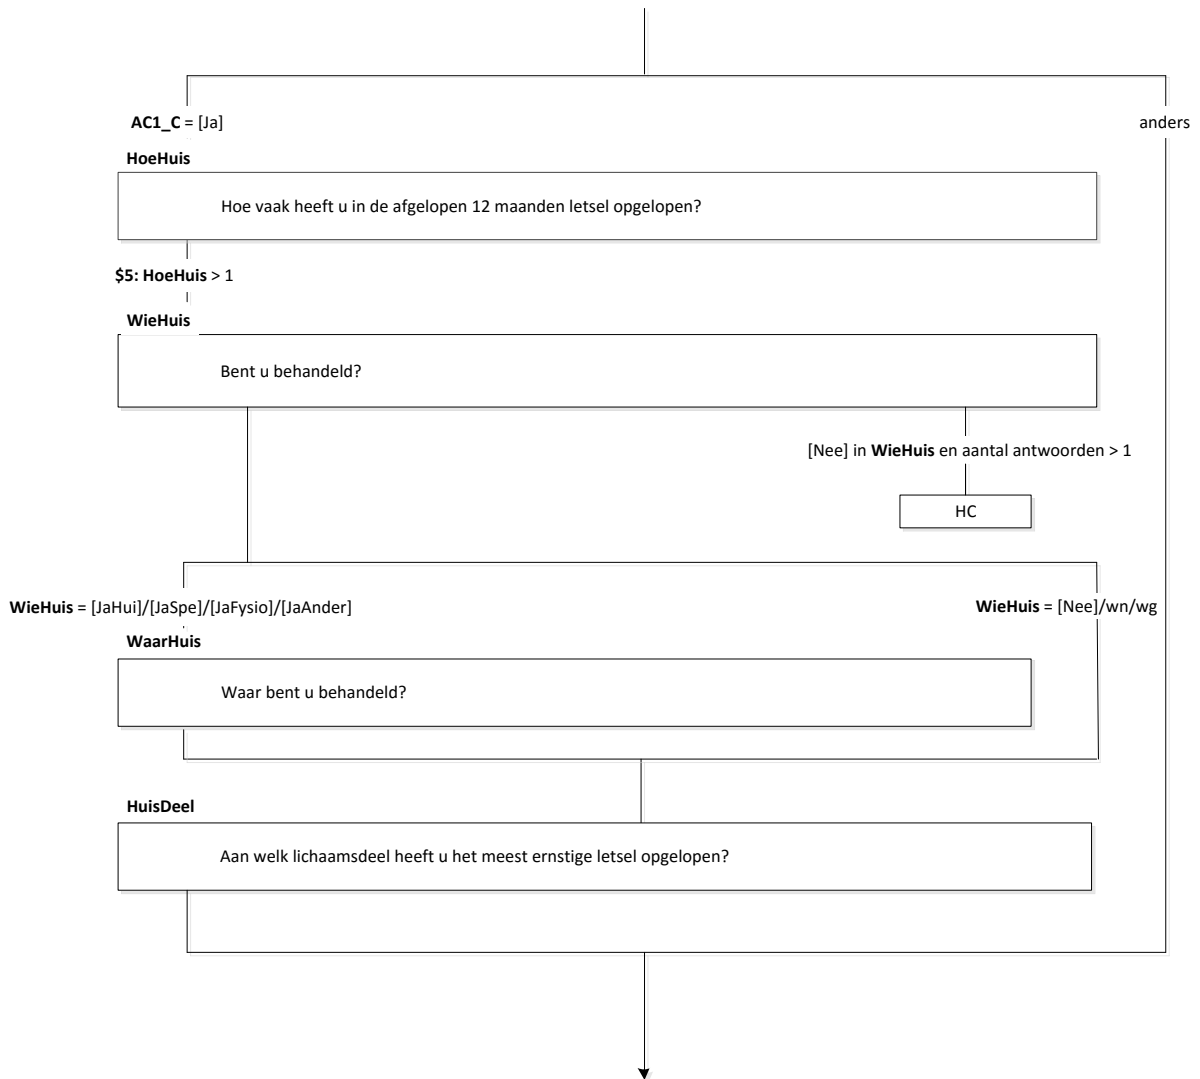 AC1_C = [Ja]
anders
HoeHuis
Hoe vaak heeft u in de afgelopen 12 maanden letsel opgelopen?
$5: HoeHuis > 1
WieHuis
Bent u behandeld?
[Nee] in WieHuis en aantal antwoorden > 1
HC
WieHuis = [JaHui]/[JaSpe]/[JaFysio]/[JaAnder]
WieHuis = [Nee]/wn/wg
WaarHuis
Waar bent u behandeld?
HuisDeel
Aan welk lichaamsdeel heeft u het meest ernstige letsel opgelopen?